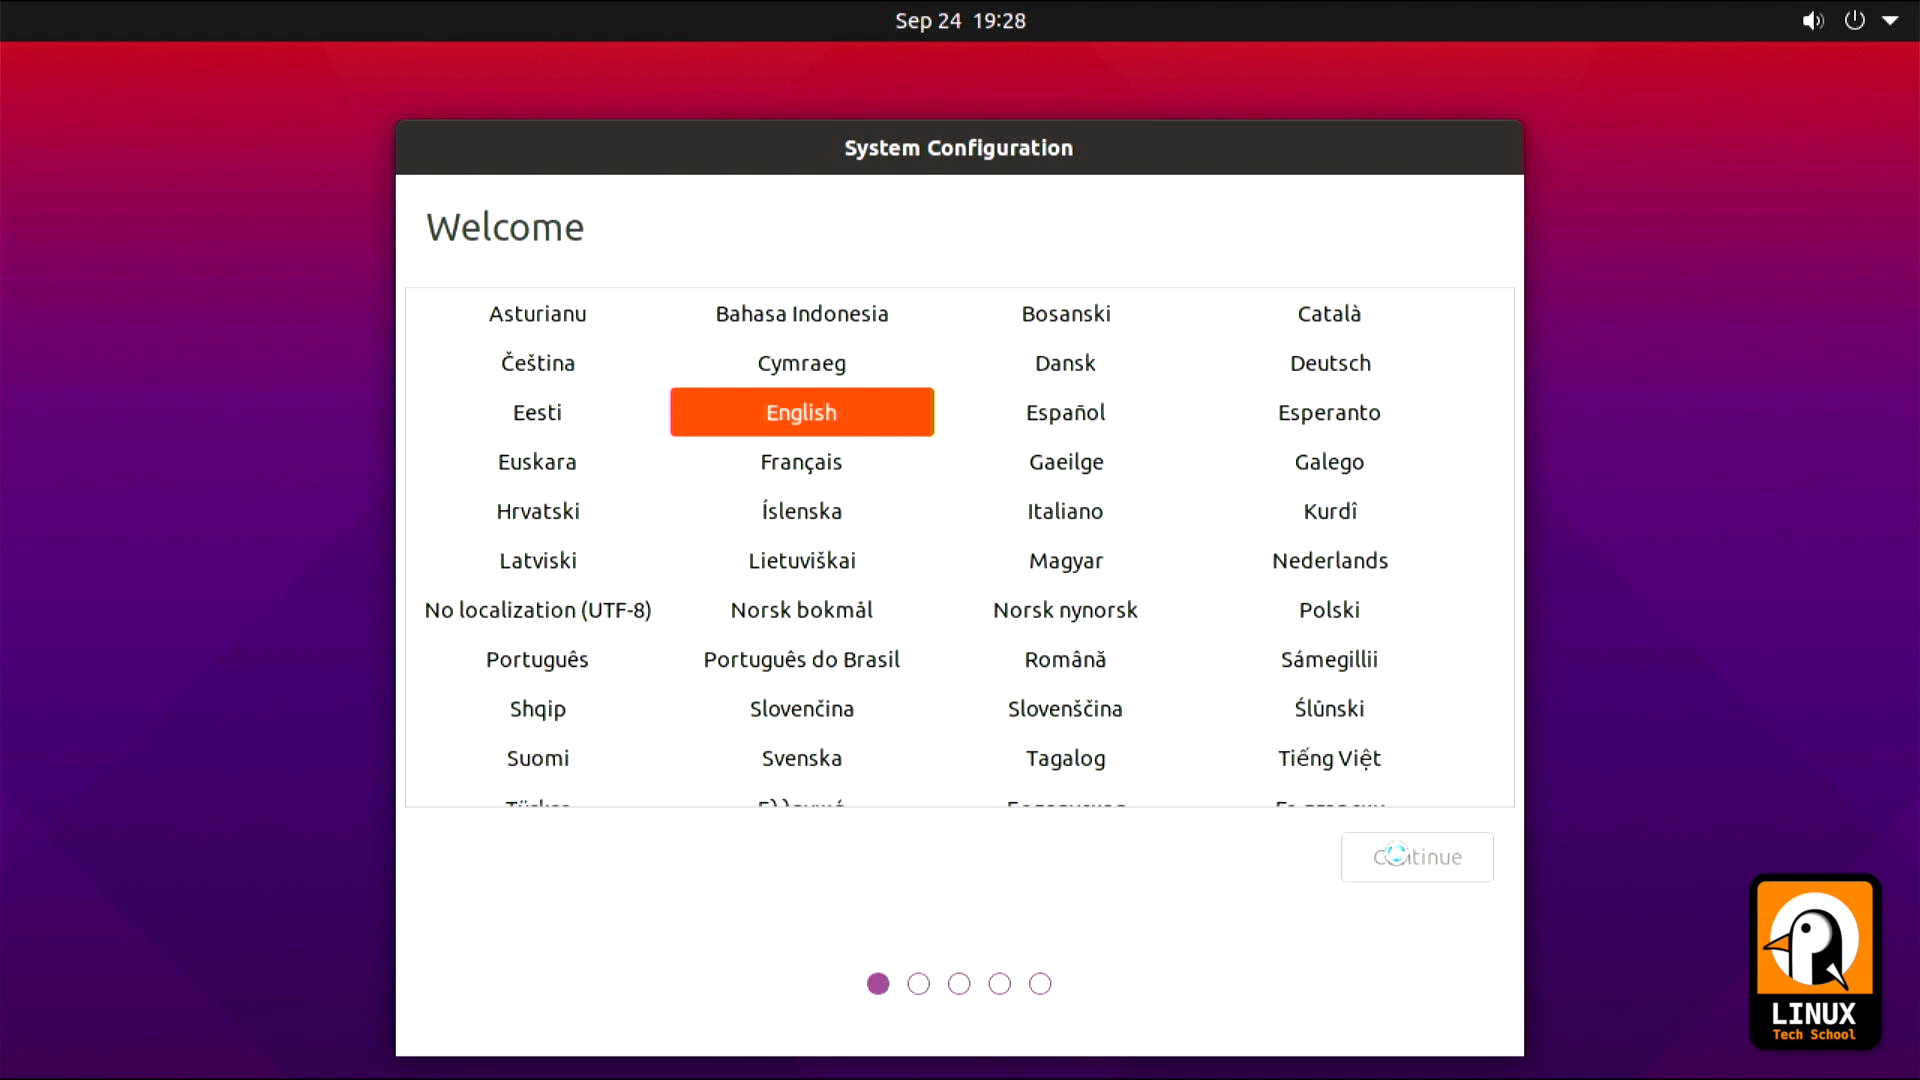 Sep 24 19:28
System Configuration
Welcome
Asturianu Bahasa Indonesia Bosanski Català
Čeština Cymraeg Dansk Deutsch
Eesti English Español Esperanto
Euskara Français Gaeilge Galego
Hrvatski Íslenska Italiano Kurdî
Latviski Lietuviškai Magyar Nederlands
No localization (UTF-8) Norsk bokmål Norsk nynorsk Polski
Português Português do Brasil Română Sámegillii
Shqip Slovenčina Slovenščina Ślůnski
Suomi Svenska Tagalog Tiếng Việt
Continue
LINUX
Tech School